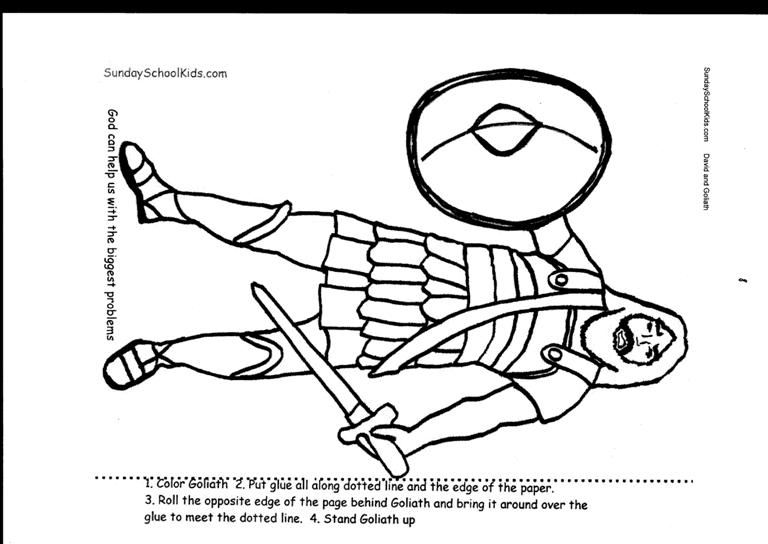 SundaySchoolKids.com
SundaySchoolKids.com David and Goliath
God can help us with the biggest problems
1. Color Goliath 2. Put glue all along dotted line and the edge of the paper.
3. Roll the opposite edge of the page behind Goliath and bring it around over the
glue to meet the dotted line. 4. Stand Goliath up